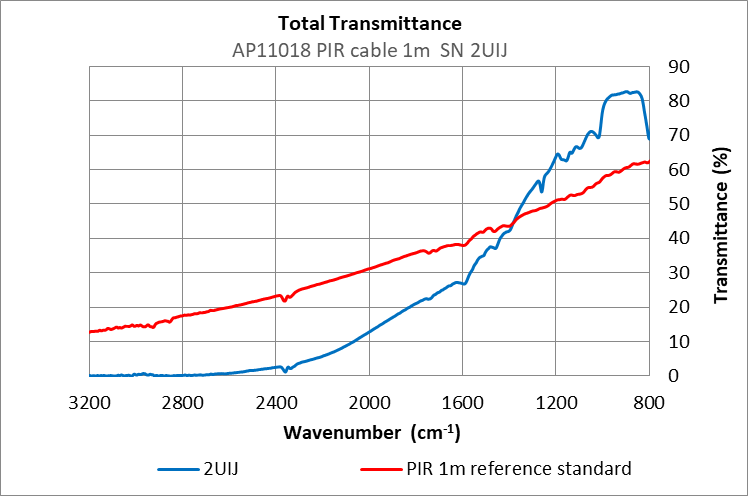 Total Transmittance
AP11018 PIR cable 1m  SN 2UIJ
90
80
70
60
50
40
30
20
10
0
Transmittance (%)
3200 2800 2400 2000 1600 1200 800
Wavenumber (cm⁻¹)
2UIJ PIR 1m reference standard